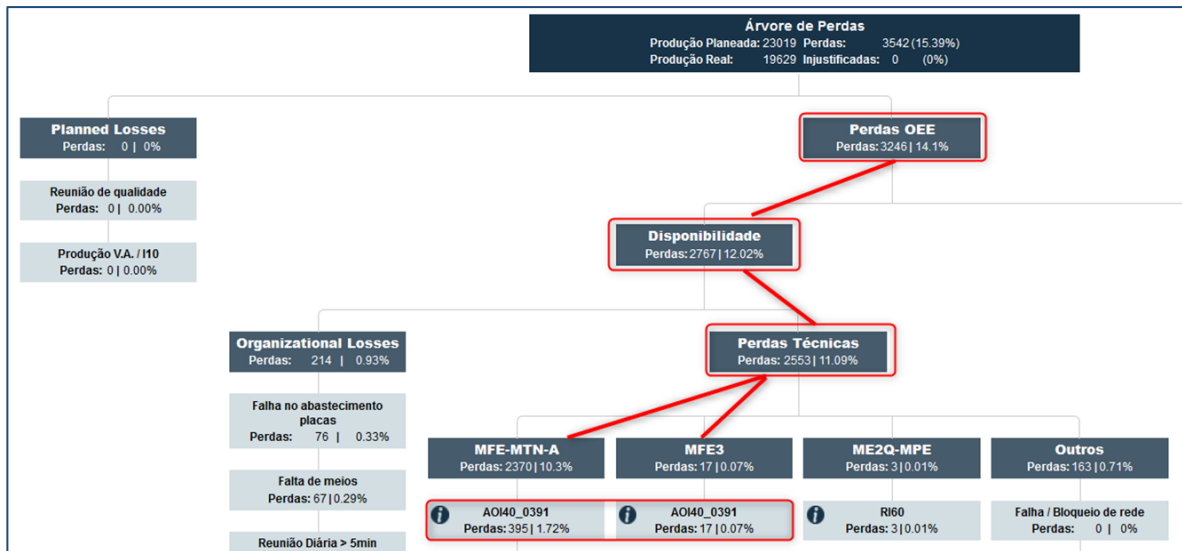 Árvore de Perdas
Produção Planeada: 23019 Perdas: 3542 (15.39%)
Produção Real: 19629 Injustificadas: 0 (0%)
Planned Losses
Perdas: 0 | 0%
Perdas OEE
Perdas: 3246 | 14.1%
Reunião de qualidade
Perdas: 0 | 0.00%
Produção V.A. / I10
Perdas: 0 | 0.00%
Disponibilidade
Perdas: 2767 | 12.02%
Organizational Losses
Perdas: 214 | 0.93%
Perdas Técnicas
Perdas: 2553 | 11.09%
Falha no abastecimento
placas
Perdas: 76 | 0.33%
MFE-MTN-A
Perdas: 2370 | 10.3%
MFE3
Perdas: 17 | 0.07%
ME2Q-MPE
Perdas: 3 | 0.01%
Outros
Perdas: 163 | 0.71%
Falta de meios
Perdas: 67 | 0.29%
AOI40_0391
Perdas: 395 | 1.72%
AOI40_0391
Perdas: 17 | 0.07%
RI60
Perdas: 3 | 0.01%
Falha / Bloqueio de rede
Perdas: 0 | 0%
Reunião Diária > 5min